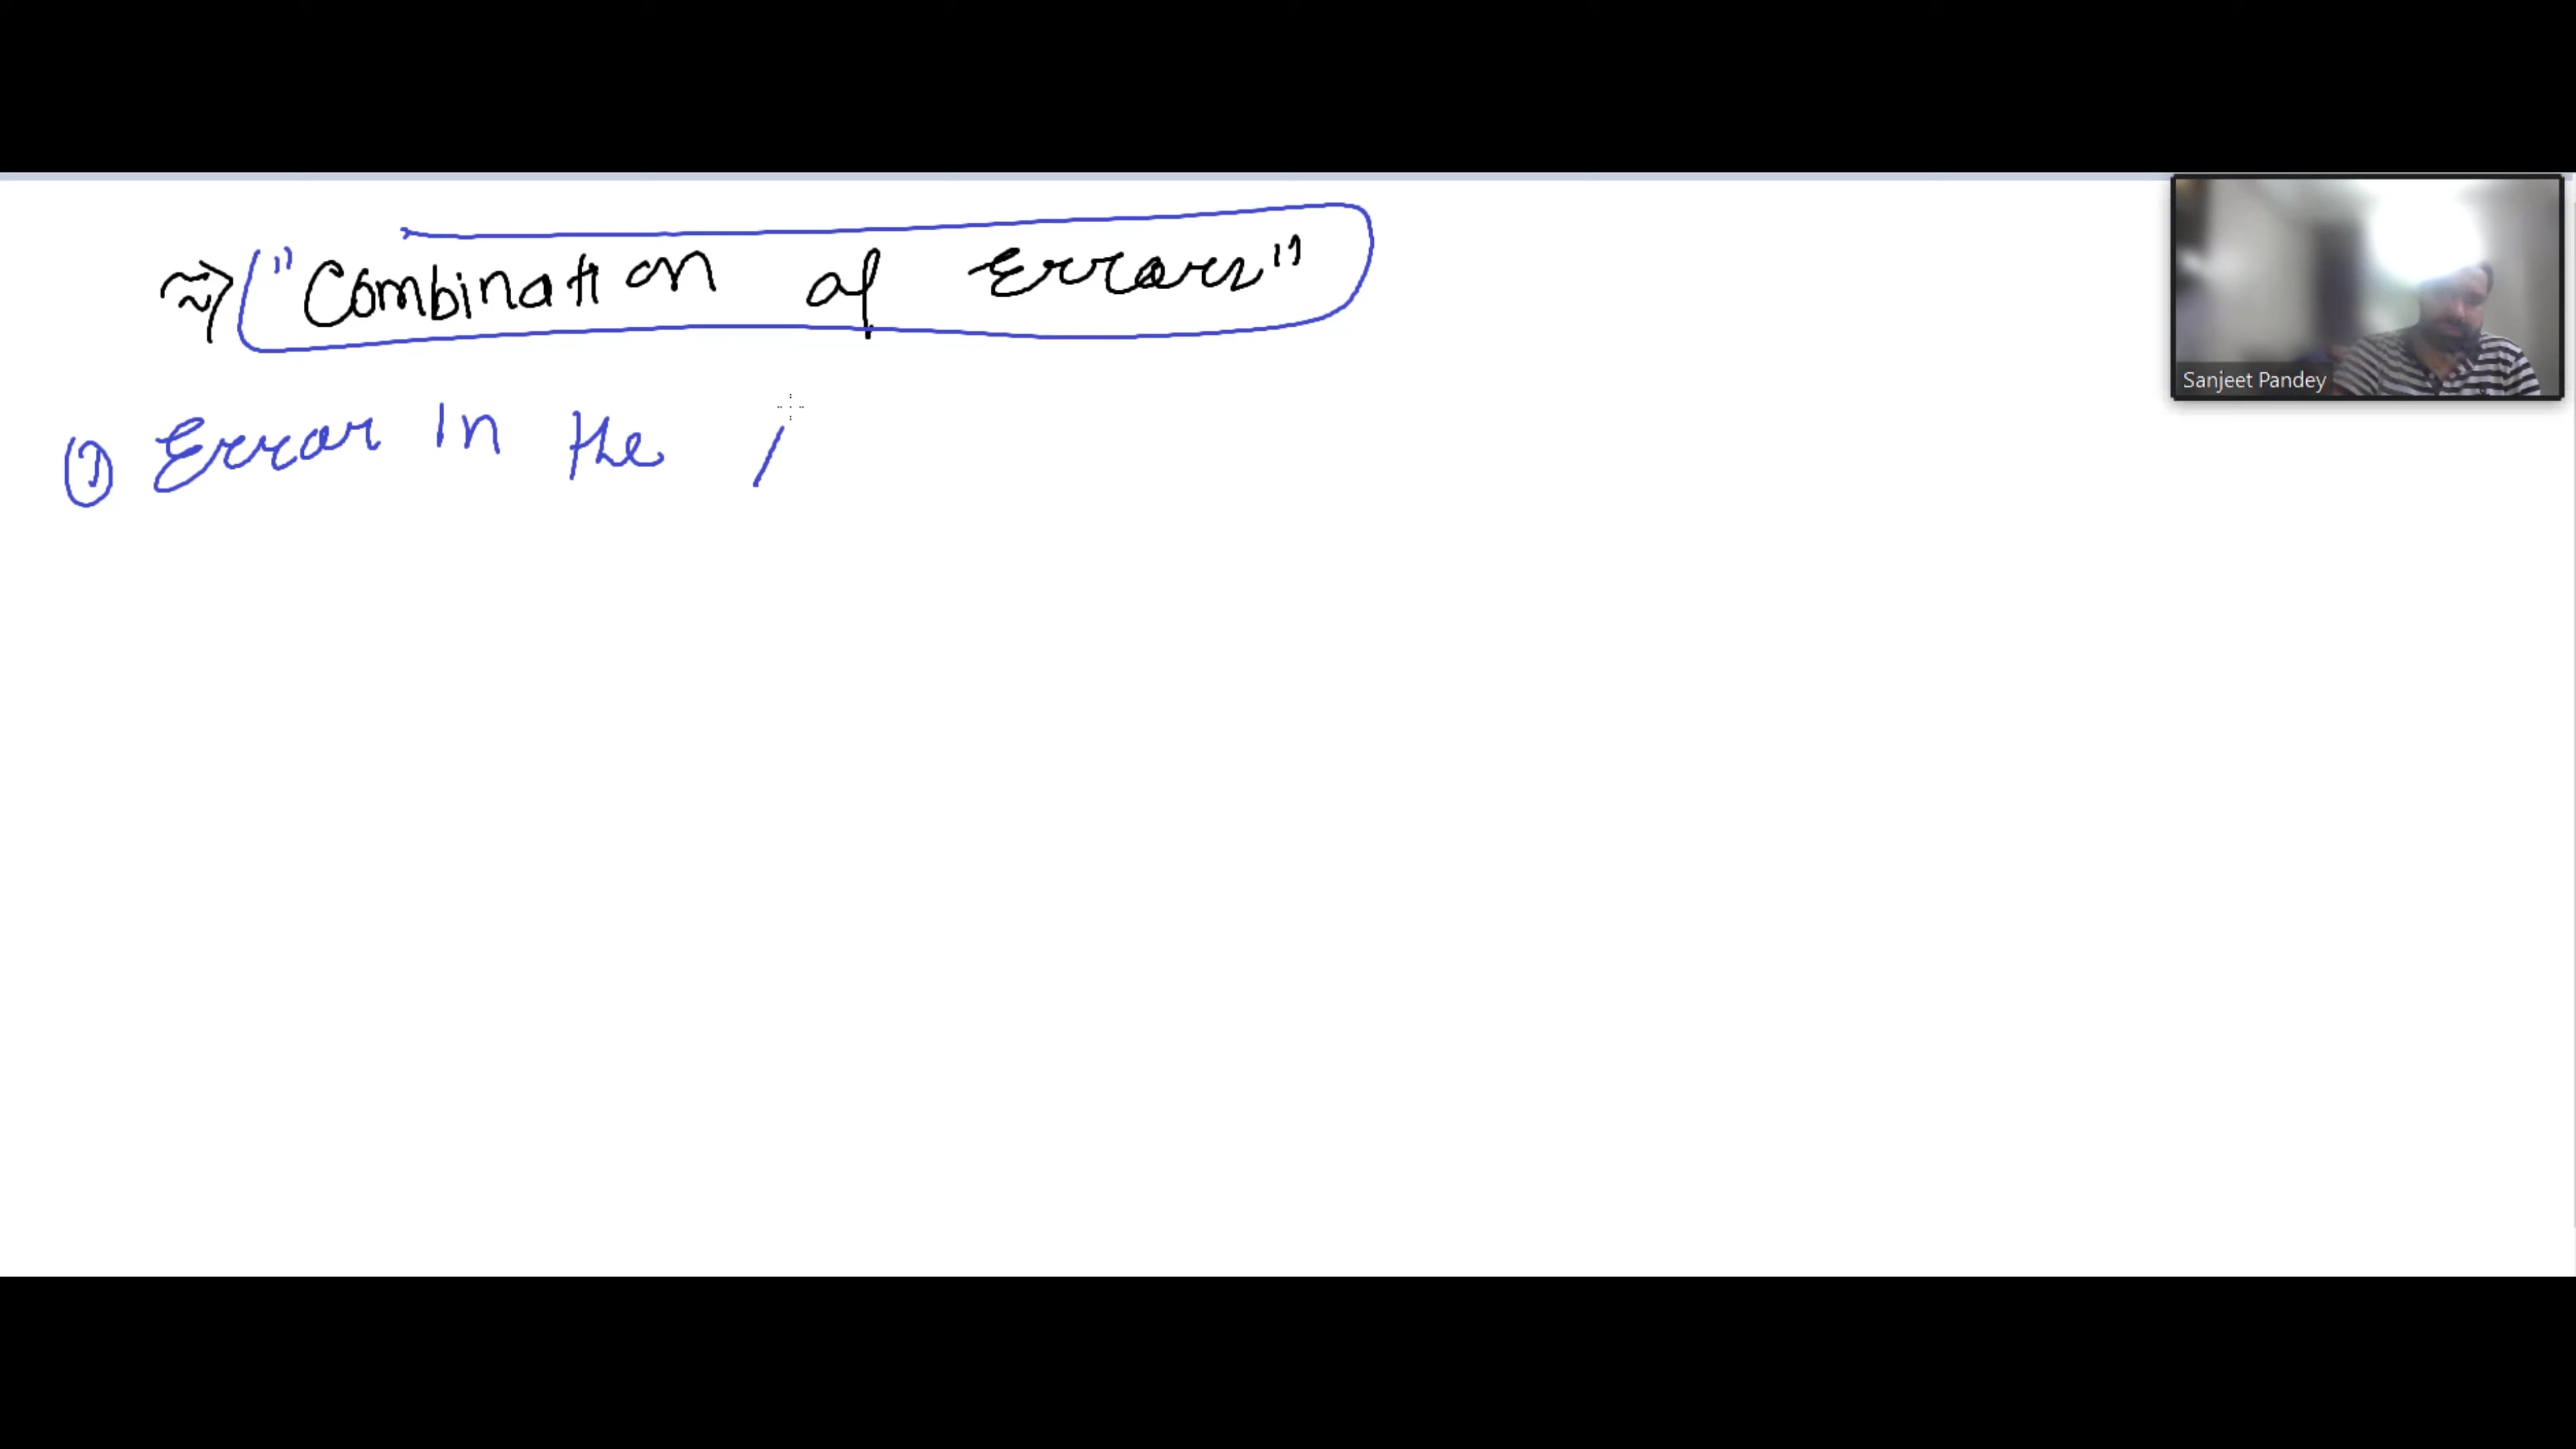 ⇒ "Combination of Errors"
Sanjeet Pandey
① Error in the